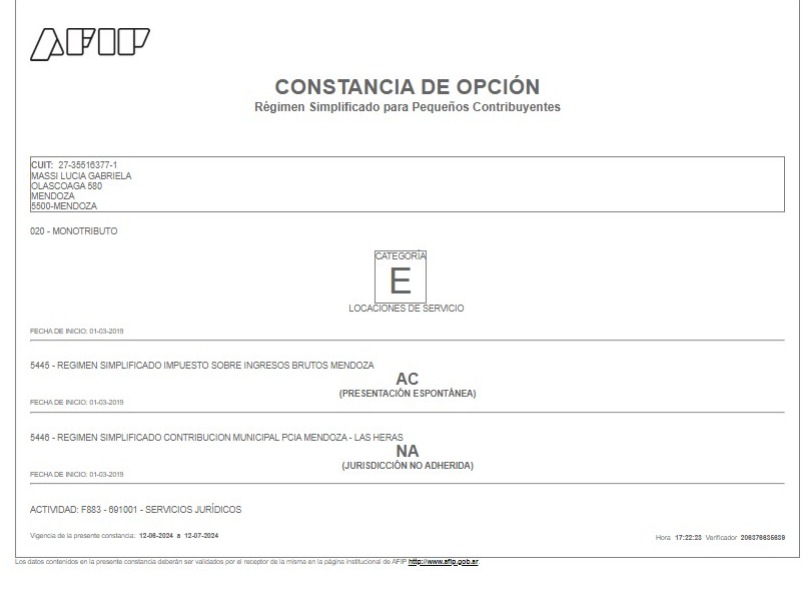 AFIP
CONSTANCIA DE OPCIÓN
Régimen Simplificado para Pequeños Contribuyentes
CUIT: 27-35516377-1
MASSI LUCIA GABRIELA
OLASCOAGA 580
MENDOZA
5500-MENDOZA
020 - MONOTRIBUTO
CATEGORÍA
E
LOCACIONES DE SERVICIO
FECHA DE INICIO: 01-03-2019
5445 - REGIMEN SIMPLIFICADO IMPUESTO SOBRE INGRESOS BRUTOS MENDOZA
AC
(PRESENTACIÓN ESPONTÁNEA)
FECHA DE INICIO: 01-03-2019
5446 - REGIMEN SIMPLIFICADO CONTRIBUCION MUNICIPAL PCIA MENDOZA - LAS HERAS
NA
(JURISDICCIÓN NO ADHERIDA)
FECHA DE INICIO: 01-03-2019
ACTIVIDAD: F883 - 691001 - SERVICIOS JURÍDICOS
Vigencia de la presente constancia: 12-06-2024 a 12-07-2024
Hora 17:22:23 Verificador
Los datos contenidos en la presente constancia deberán ser validados por el receptor de la misma en la página institucional de AFIP http://www.afip.gob.ar